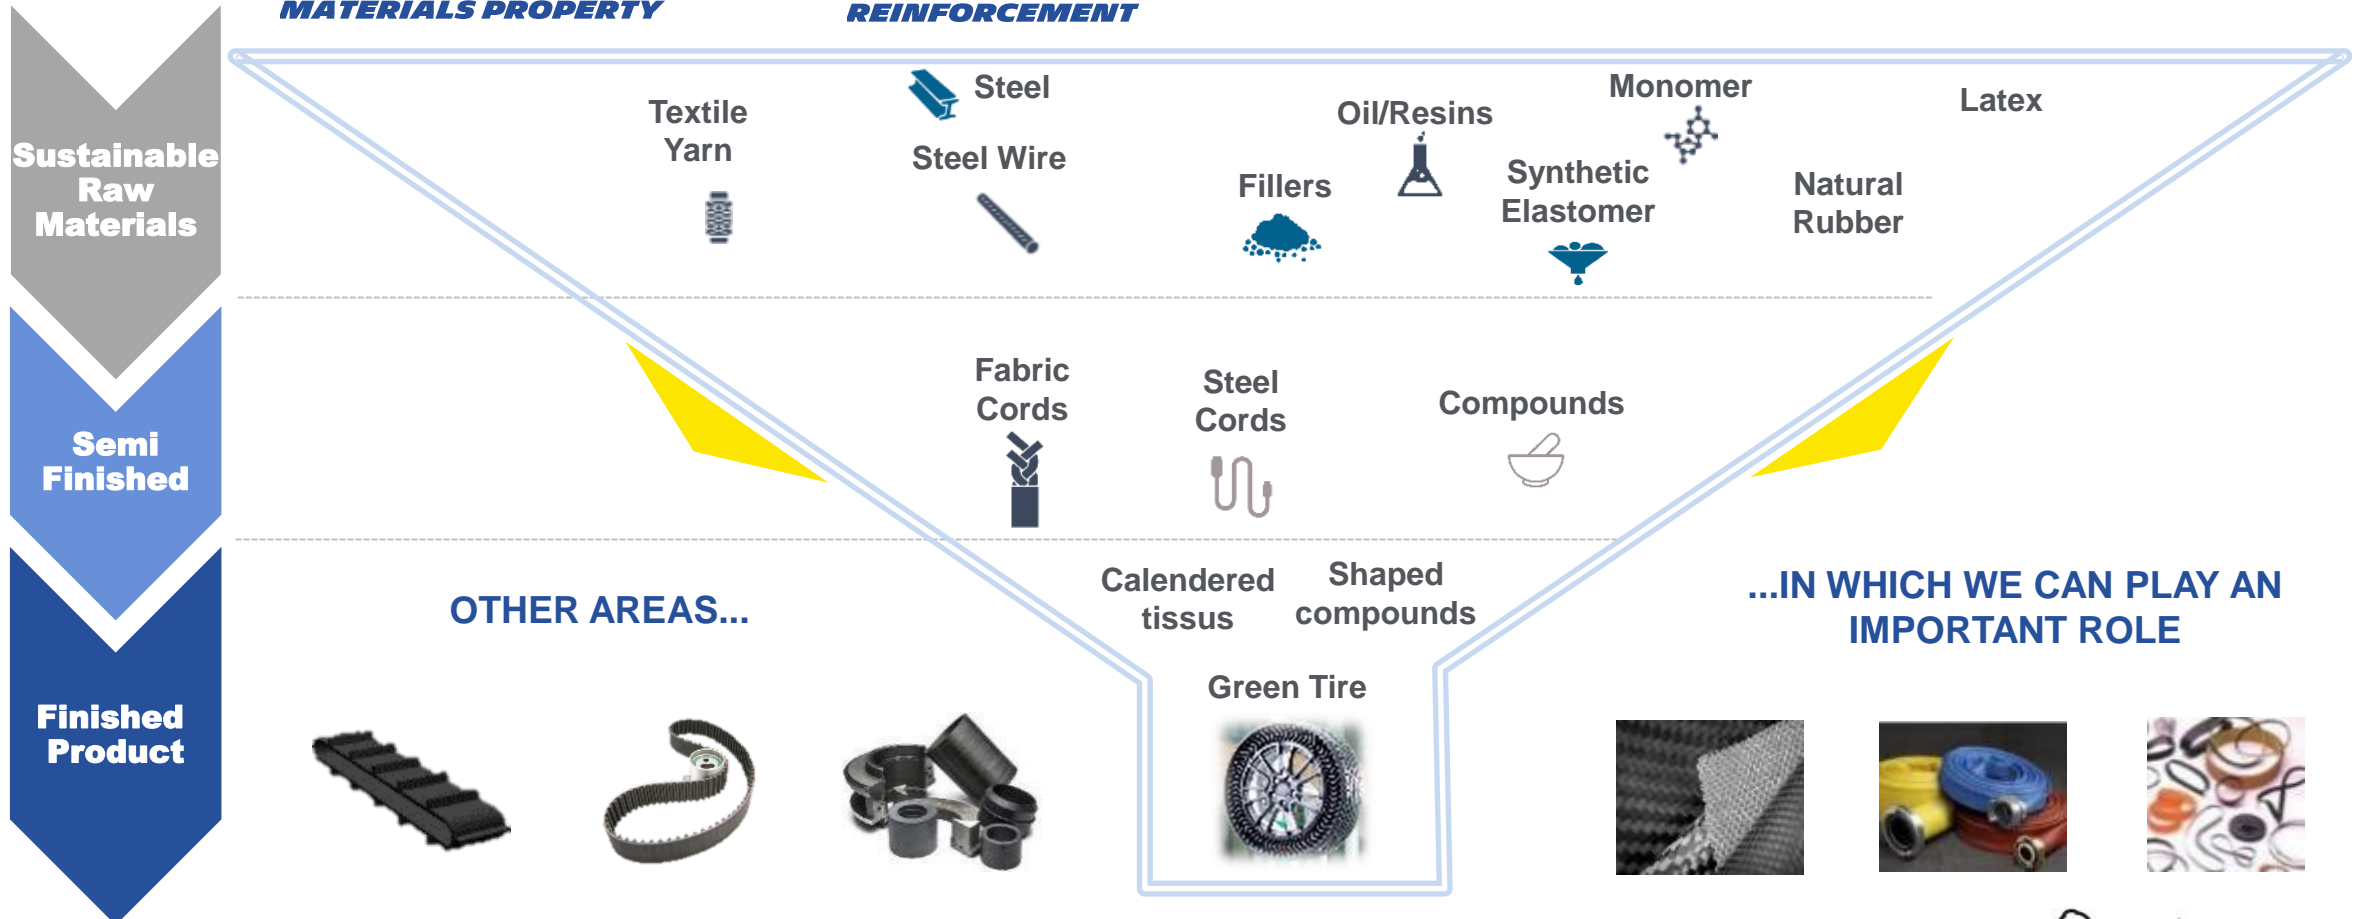 MATERIALS PROPERTY
REINFORCEMENT
Sustainable
Raw
Materials
Textile
Yarn
Steel
Steel Wire
Fillers
Oil/Resins
Synthetic
Elastomer
Monomer
Natural
Rubber
Latex
Semi
Finished
Fabric
Cords
Steel
Cords
Compounds
Finished
Product
OTHER AREAS...
Calendered
tissus
Shaped
compounds
Green Tire
...IN WHICH WE CAN PLAY AN
IMPORTANT ROLE